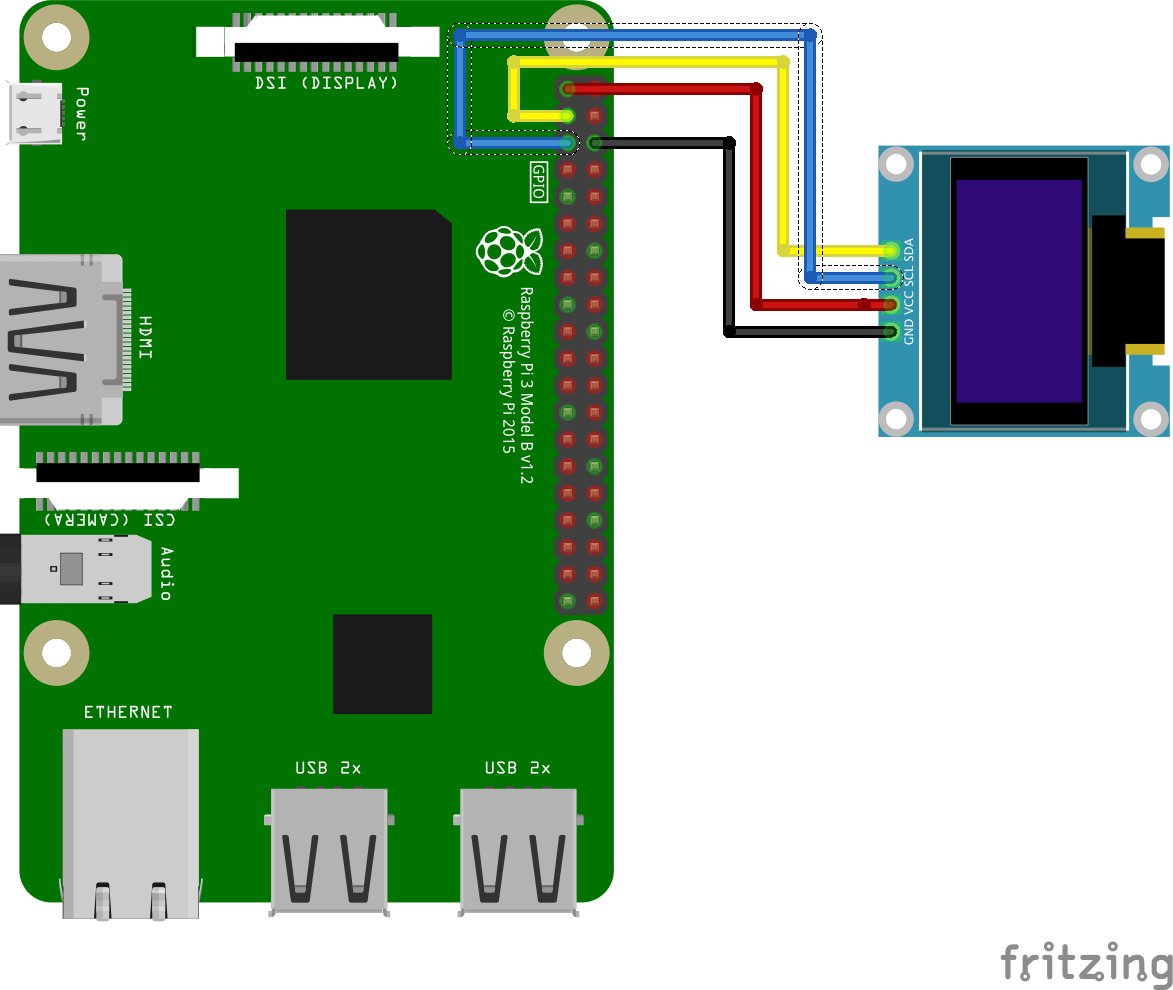 DSI (DISPLAY)
Power
GPIO
Raspberry Pi 3 Model B v1.2
© Raspberry Pi 2015
HDMI
CSI (CAMERA)
Audio
ETHERNET
USB 2x
USB 2x
GND VCC SCL SDA
fritzing